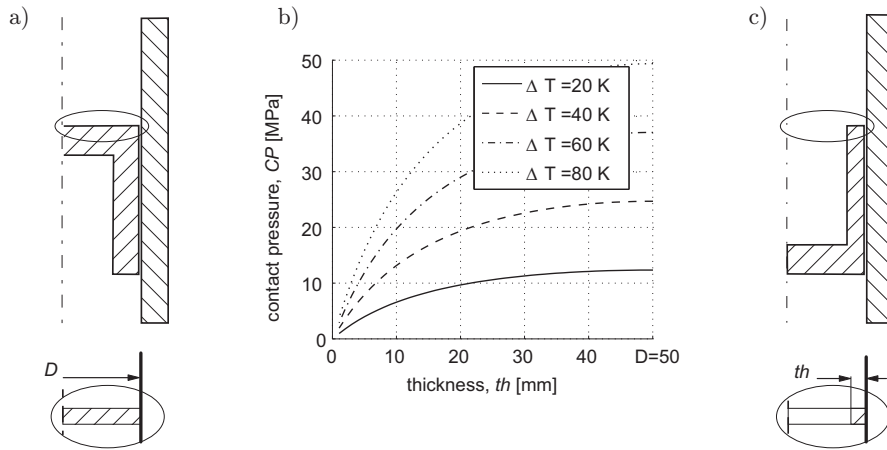 a)
b)
c)
50
40
30
20
10
0
contact pressure, CP [MPa]
Δ T =20 K
Δ T =40 K
Δ T =60 K
Δ T =80 K
0
10
20
30
40
D=50
thickness, th [mm]
D
th